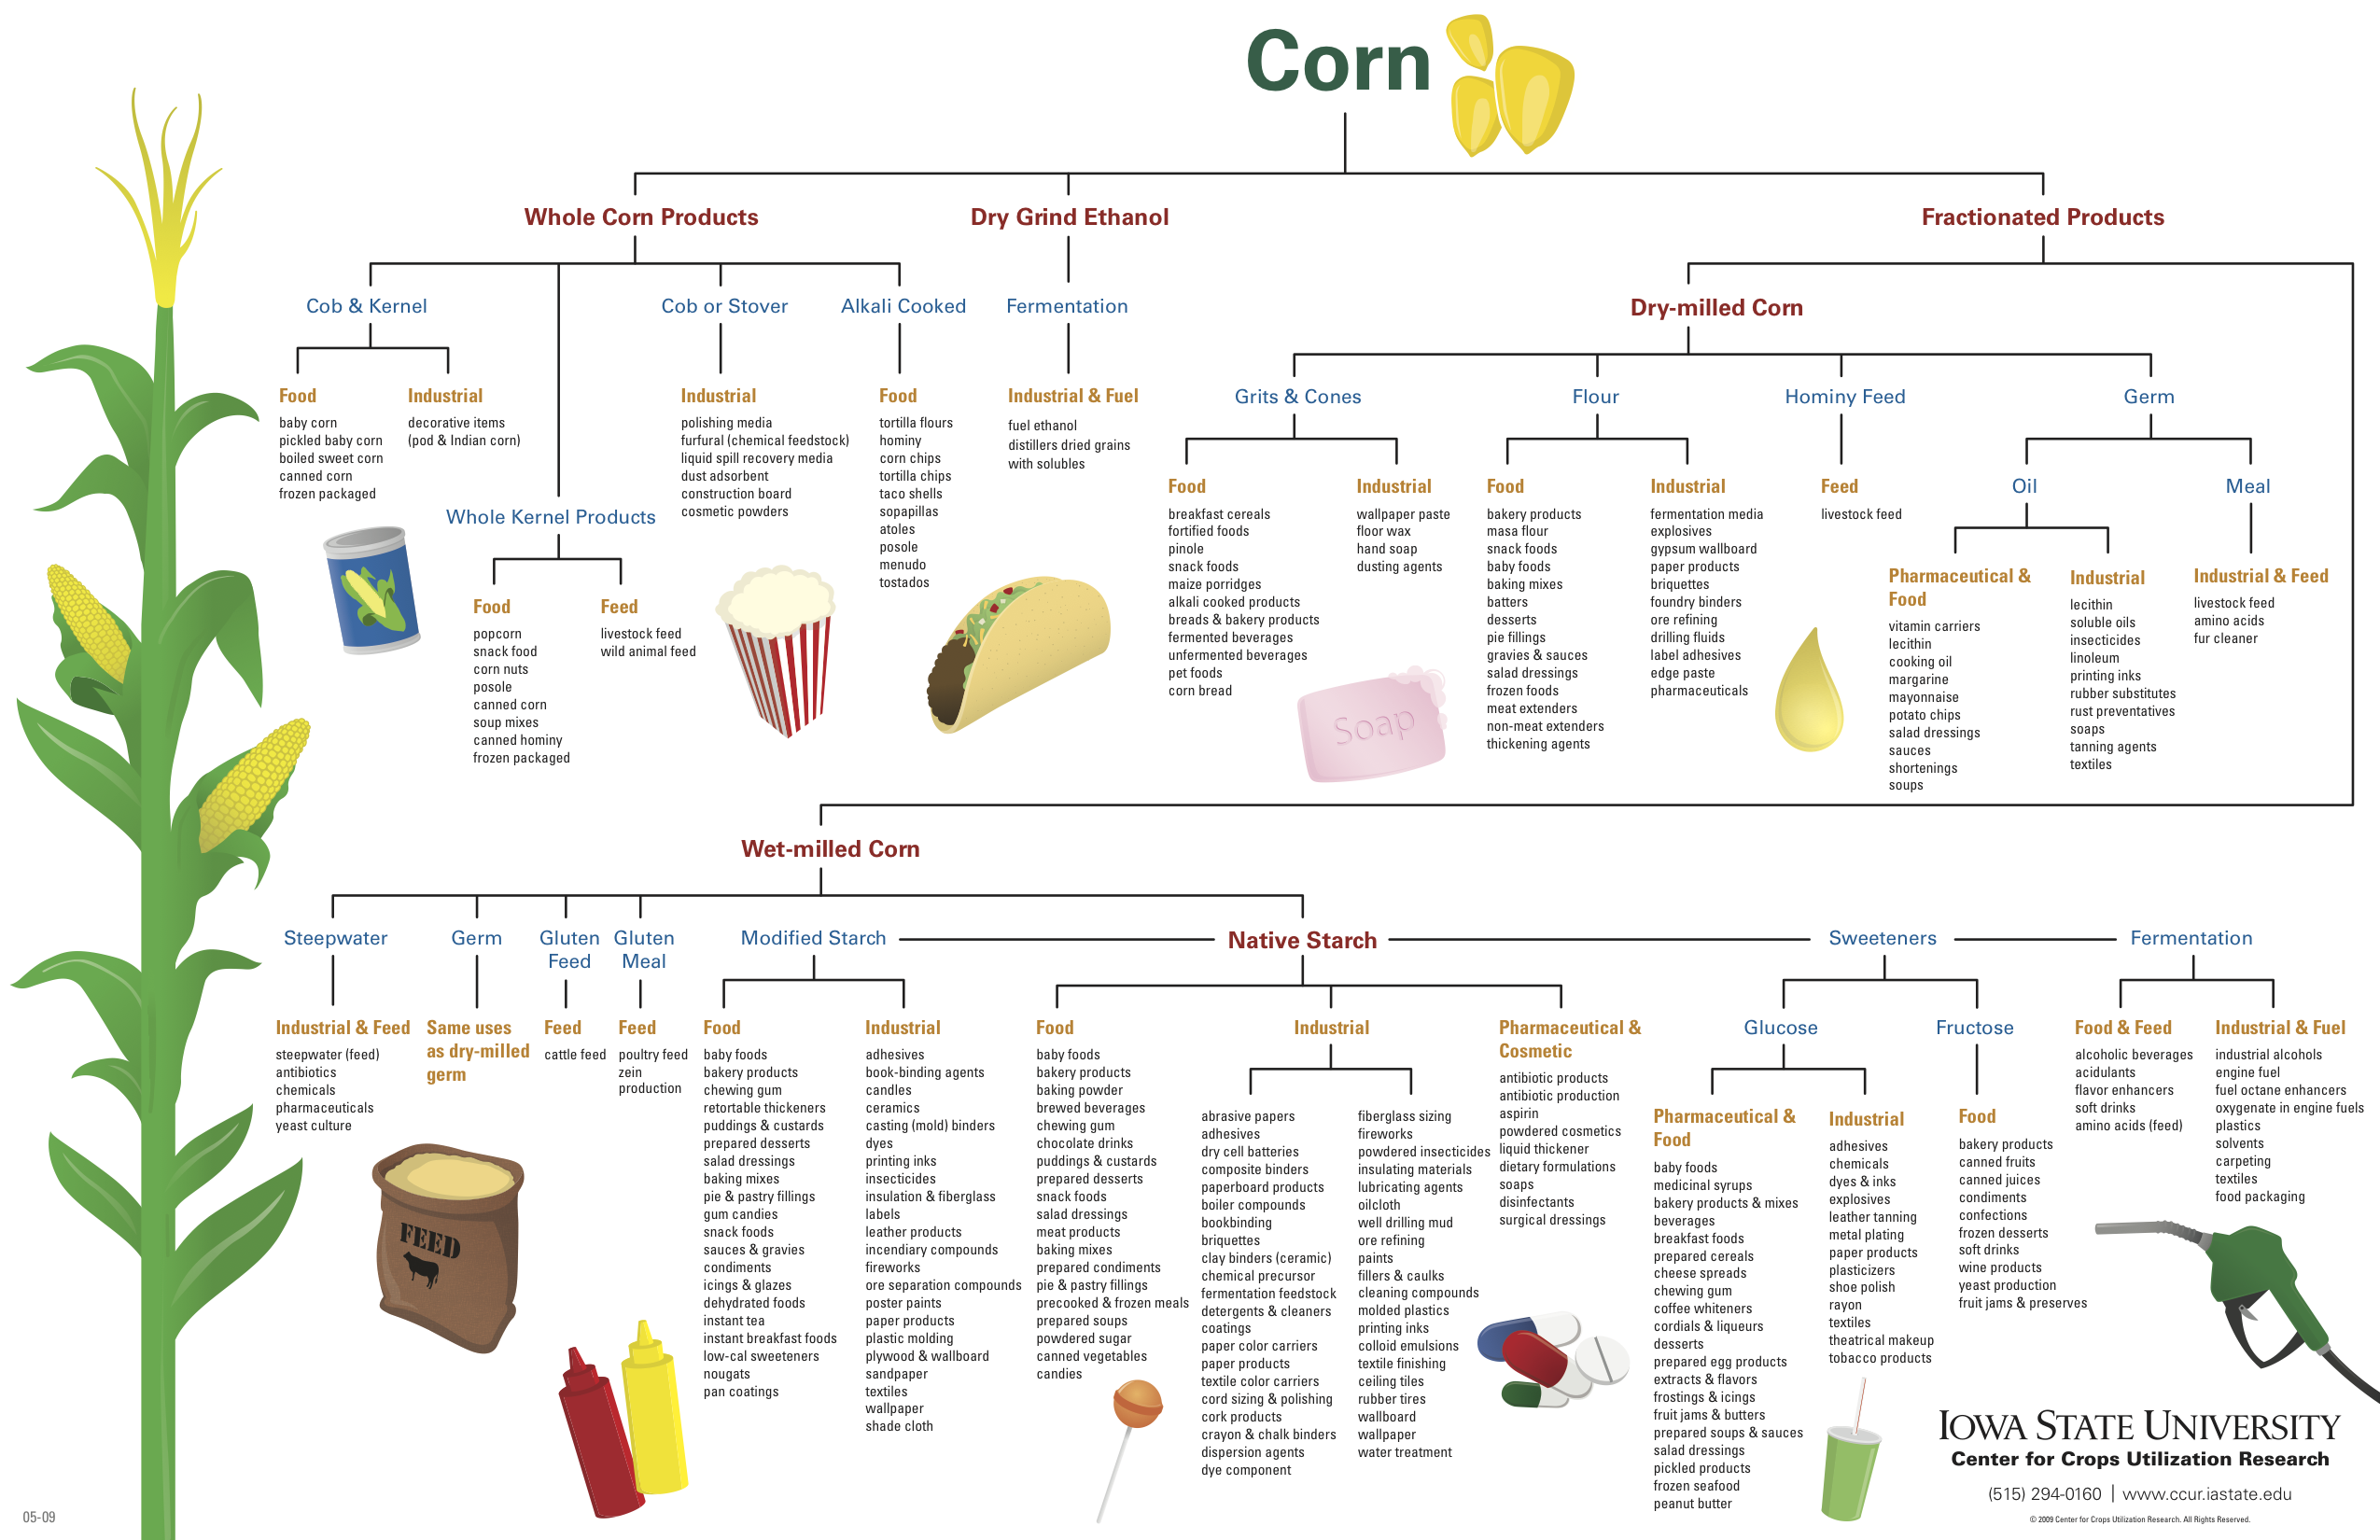 Corn
Whole Corn Products
Dry Grind Ethanol
Fractionated Products
Cob & Kernel
Cob or Stover
Alkali Cooked
Fermentation
Dry-milled Corn
Food
baby corn
pickled baby corn
boiled sweet corn
canned corn
frozen packaged
Industrial
decorative items
(pod & Indian corn)
Whole Kernel Products
Food
popcorn
snack food
corn nuts
posole
canned corn
soup mixes
canned hominy
frozen packaged
Feed
livestock feed
wild animal feed
Industrial
polishing media
furfural (chemical feedstock)
liquid spill recovery media
dust adsorbent
construction board
cosmetic powders
Food
tortilla flours
hominy
corn chips
tortilla chips
taco shells
sopapillas
atoles
posole
menudo
tostados
Industrial & Fuel
fuel ethanol
distillers dried grains
with solubles
Grits & Cones
Flour
Hominy Feed
Germ
Food
breakfast cereals
fortified foods
pinole
snack foods
maize porridges
alkali cooked products
breads & bakery products
fermented beverages
unfermented beverages
pet foods
corn bread
Industrial
wallpaper paste
floor wax
hand soap
dusting agents
Soap
Food
bakery products
masa flour
snack foods
baby foods
baking mixes
batters
desserts
pie fillings
gravies & sauces
salad dressings
frozen foods
meat extenders
non-meat extenders
thickening agents
Industrial
fermentation media
explosives
gypsum wallboard
paper products
briquettes
foundry binders
ore refining
drilling fluids
label adhesives
edge paste
pharmaceuticals
Feed
livestock feed
Oil
Meal
Pharmaceutical &
Food
vitamin carriers
lecithin
cooking oil
margarine
mayonnaise
potato chips
salad dressings
sauces
shortenings
soups
Industrial
lecithin
soluble oils
insecticides
linoleum
printing inks
rubber substitutes
rust preventatives
soaps
tanning agents
textiles
Industrial & Feed
livestock feed
amino acids
fur cleaner
Wet-milled Corn
Steepwater
Germ
Gluten
Feed
Gluten
Meal
Modified Starch
Native Starch
Sweeteners
Fermentation
Industrial & Feed
steepwater (feed)
antibiotics
chemicals
pharmaceuticals
yeast culture
FEED
Same uses
as dry-milled
germ
Feed
cattle feed
Feed
poultry feed
zein
production
Food
baby foods
bakery products
chewing gum
retortable thickeners
puddings & custards
prepared desserts
salad dressings
baking mixes
pie & pastry fillings
gum candies
snack foods
sauces & gravies
condiments
icings & glazes
dehydrated foods
instant tea
instant breakfast foods
low-cal sweeteners
nougats
pan coatings
Industrial
adhesives
book-binding agents
candles
ceramics
casting (mold) binders
dyes
printing inks
insecticides
insulation & fiberglass
labels
leather products
incendiary compounds
fireworks
ore separation compounds
poster paints
paper products
plastic molding
plywood & wallboard
sandpaper
textiles
wallpaper
shade cloth
Food
baby foods
bakery products
baking powder
brewed beverages
chewing gum
chocolate drinks
puddings & custards
prepared desserts
snack foods
salad dressings
meat products
baking mixes
prepared condiments
pie & pastry fillings
precooked & frozen meals
prepared soups
powdered sugar
canned vegetables
candies
Industrial
abrasive papers
adhesives
dry cell batteries
composite binders
paperboard products
boiler compounds
bookbinding
briquettes
clay binders (ceramic)
chemical precursor
fermentation feedstock
detergents & cleaners
coatings
paper color carriers
paper products
textile color carriers
cord sizing & polishing
cork products
crayon & chalk binders
dispersion agents
dye component
fiberglass sizing
fireworks
powdered insecticides
insulating materials
lubricating agents
oilcloth
well drilling mud
ore refining
paints
fillers & caulks
cleaning compounds
molded plastics
printing inks
colloid emulsions
textile finishing
ceiling tiles
rubber tires
wallboard
wallpaper
water treatment
Pharmaceutical &
Cosmetic
antibiotic products
antibiotic production
aspirin
powdered cosmetics
liquid thickener
dietary formulations
soaps
disinfectants
surgical dressings
Glucose
Fructose
Pharmaceutical &
Food
baby foods
medicinal syrups
bakery products & mixes
beverages
breakfast foods
prepared cereals
cheese spreads
chewing gum
coffee whiteners
cordials & liqueurs
desserts
prepared egg products
extracts & flavors
frostings & icings
fruit jams & butters
prepared soups & sauces
salad dressings
pickled products
frozen seafood
peanut butter
Industrial
adhesives
chemicals
dyes & inks
explosives
leather tanning
metal plating
paper products
plasticizers
shoe polish
rayon
textiles
theatrical makeup
tobacco products
Food
bakery products
canned fruits
canned juices
condiments
confections
frozen desserts
soft drinks
wine products
yeast production
fruit jams & preserves
Food & Feed
alcoholic beverages
acidulants
flavor enhancers
soft drinks
amino acids (feed)
Industrial & Fuel
industrial alcohols
engine fuel
fuel octane enhancers
oxygenate in engine fuels
plastics
solvents
carpeting
textiles
food packaging
IOWA STATE UNIVERSITY
Center for Crops Utilization Research
(515) 294-0160 | www.ccur.iastate.edu
© 2009 Center for Crops Utilization Research. All Rights Reserved.
05-09